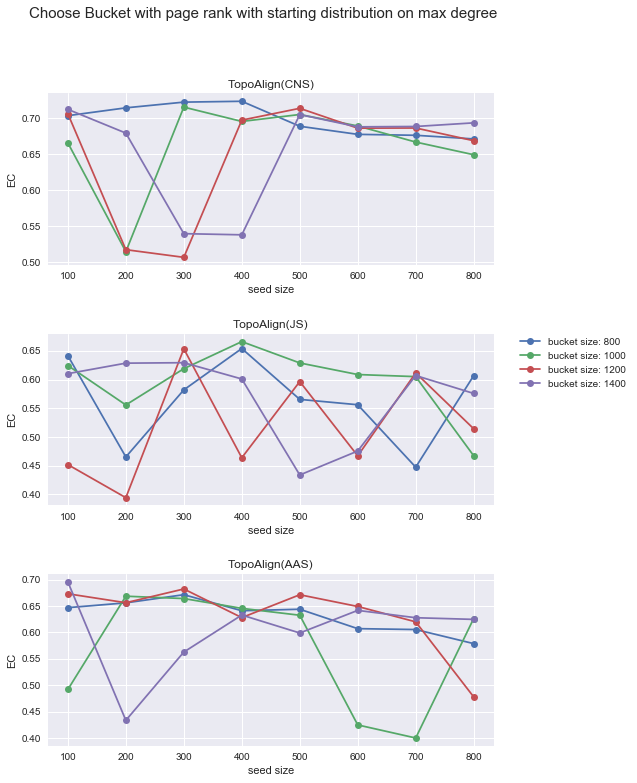 Choose Bucket with page rank with starting distribution on max degree
TopoAlign(CNS)
0.70
0.65
0.60
0.55
0.50
EC
100 200 300 400 500 600 700 800
seed size
TopoAlign(JS)
0.65
0.60
0.55
0.50
0.45
0.40
EC
100 200 300 400 500 600 700 800
seed size
bucket size: 800
bucket size: 1000
bucket size: 1200
bucket size: 1400
TopoAlign(AAS)
0.70
0.65
0.60
0.55
0.50
0.45
0.40
EC
100 200 300 400 500 600 700 800
seed size